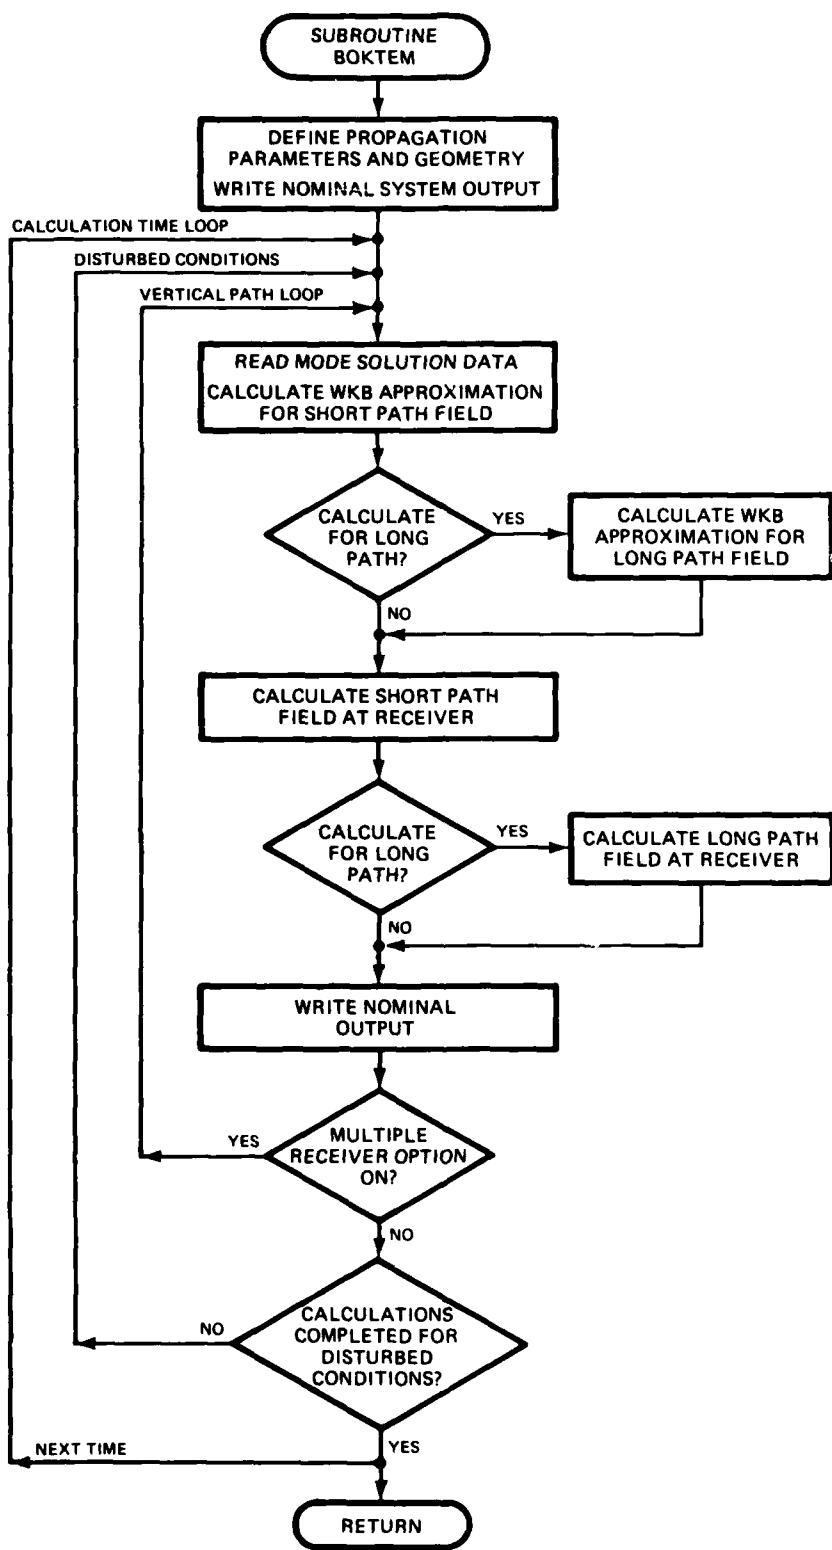 SUBROUTINE
BOKTEM
DEFINE PROPAGATION
PARAMETERS AND GEOMETRY
WRITE NOMINAL SYSTEM OUTPUT
CALCULATION TIME LOOP
DISTURBED CONDITIONS
VERTICAL PATH LOOP
READ MODE SOLUTION DATA
CALCULATE WKB APPROXIMATION
FOR SHORT PATH FIELD
CALCULATE
FOR LONG
PATH?
YES
CALCULATE WKB
APPROXIMATION FOR
LONG PATH FIELD
NO
CALCULATE SHORT PATH
FIELD AT RECEIVER
CALCULATE
FOR LONG
PATH?
YES
CALCULATE LONG PATH
FIELD AT RECEIVER
NO
WRITE NOMINAL
OUTPUT
MULTIPLE
RECEIVER OPTION
ON?
YES
NO
CALCULATIONS
COMPLETED FOR
DISTURBED
CONDITIONS?
NO
YES
NEXT TIME
RETURN